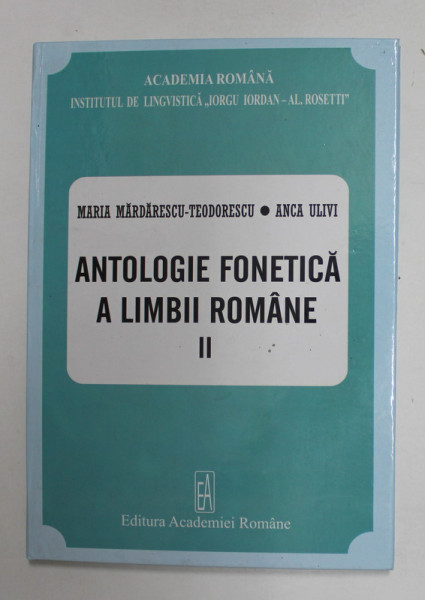 ACADEMIA ROMÂNĂ
INSTITUTUL DE LINGVISTICĂ „IORGU IORDAN – AL. ROSETTI”
MARIA MĂRDĂRESCU-TEODORESCU ● ANCA ULIVI
ANTOLOGIE FONETICĂ
A LIMBII ROMÂNE
II
EA
Editura Academiei Române